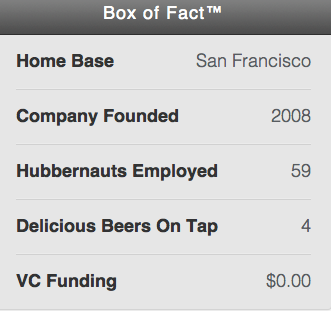 Box of Fact™
Home Base San Francisco
Company Founded 2008
Hubbernauts Employed 59
Delicious Beers On Tap 4
VC Funding $0.00